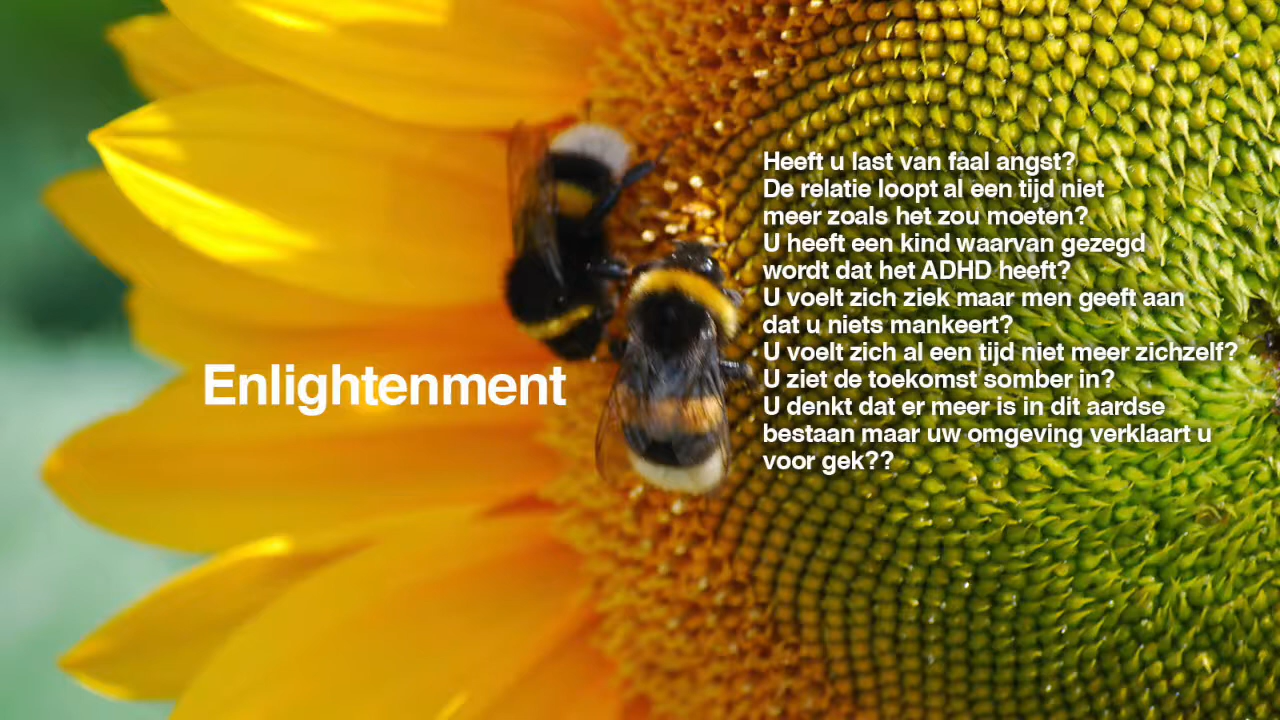 Enlightenment
Heeft u last van faal angst?
De relatie loopt al een tijd niet
meer zoals het zou moeten?
U heeft een kind waarvan gezegd
wordt dat het ADHD heeft?
U voelt zich ziek maar men geeft aan
dat u niets mankeert?
U voelt zich al een tijd niet meer zichzelf?
U ziet de toekomst somber in?
U denkt dat er meer is in dit aardse
bestaan maar uw omgeving verklaart u
voor gek??